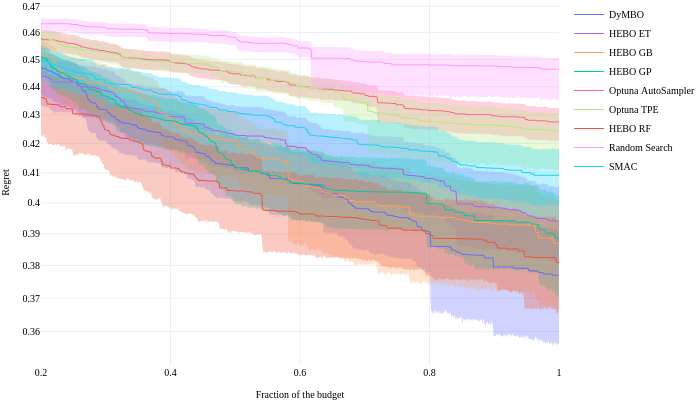 0.47
0.46
0.45
0.44
0.43
0.42
0.41
0.4
0.39
0.38
0.37
0.36
Regret
0.2
0.4
0.6
0.8
1
Fraction of the budget
DyMBO
HEBO ET
HEBO GB
HEBO GP
Optuna AutoSampler
Optuna TPE
HEBO RF
Random Search
SMAC